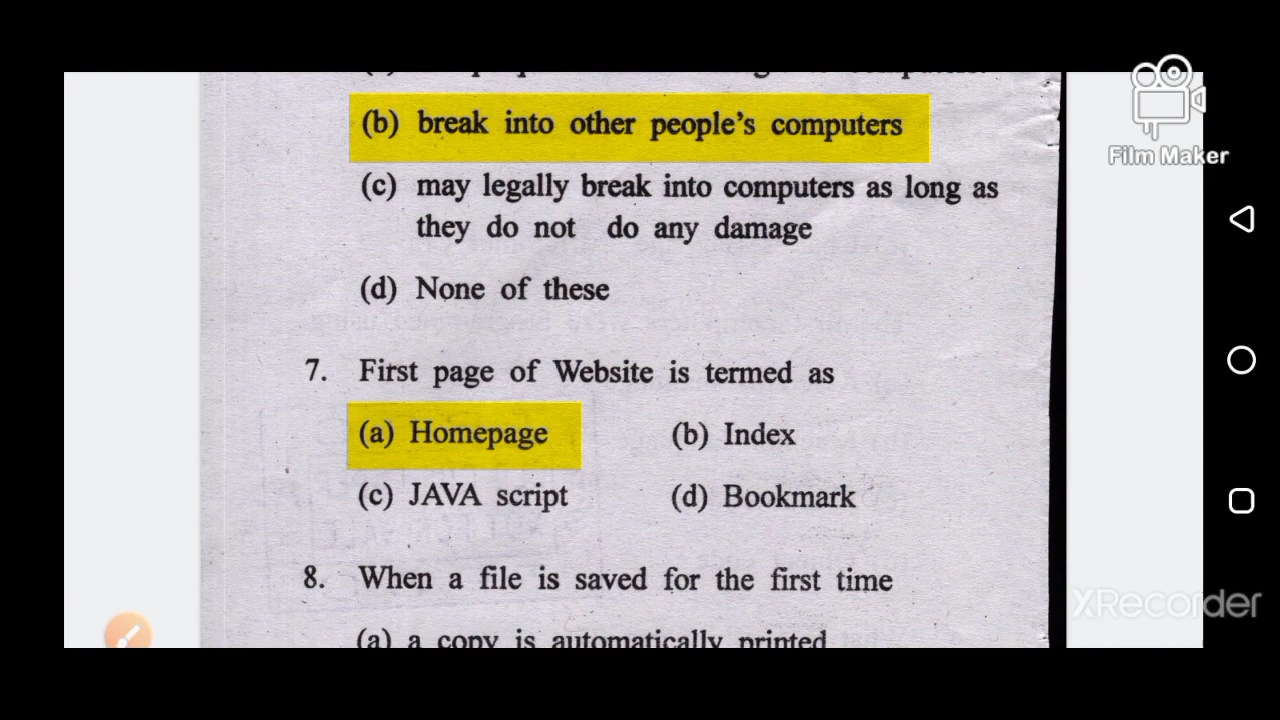 (b) break into other people's computers
(c) may legally break into computers as long as
they do not do any damage
(d) None of these
7. First page of Website is termed as
(a) Homepage (b) Index
(c) JAVA script (d) Bookmark
8. When a file is saved for the first time
(a) a copy is automatically printed
Film Maker
XRecorder